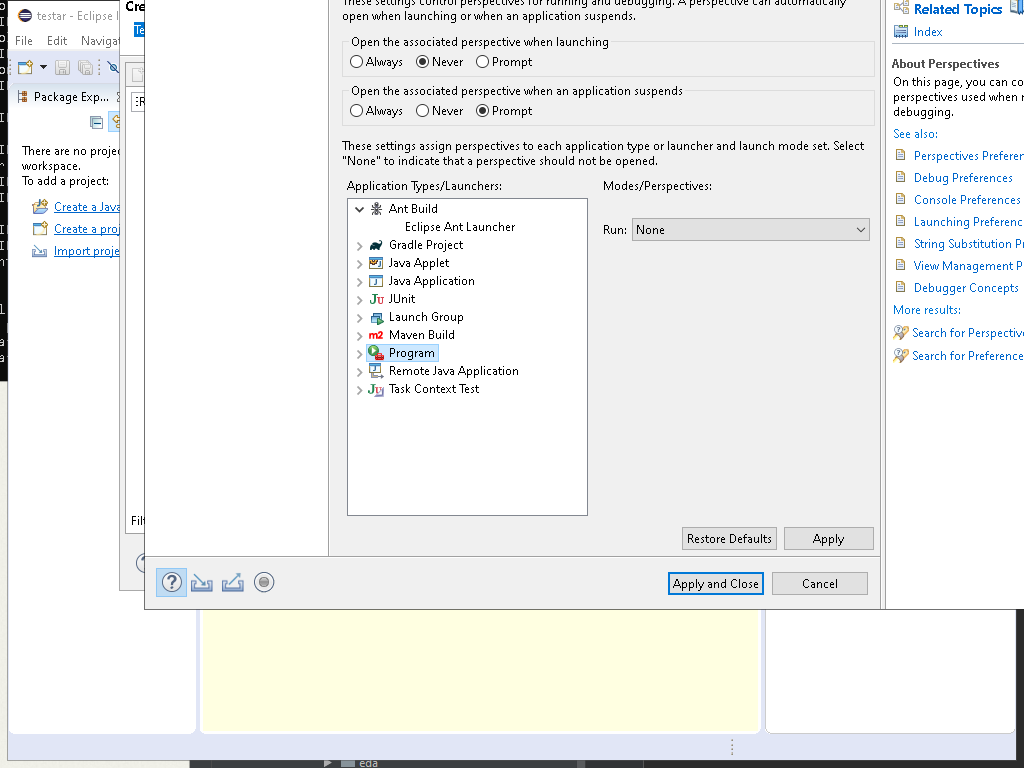 testar - Eclipse I
File Edit Navigat
Package Exp...
There are no proje
workspace.
To add a project:
Create a Java
Create a proj
Import proje
Cre
Te
Filt
These settings control perspectives for running and debugging. A perspective can automatically
open when launching or when an application suspends.
Open the associated perspective when launching
Always Never Prompt
Open the associated perspective when an application suspends
Always Never Prompt
These settings assign perspectives to each application type or launcher and launch mode set. Select
"None" to indicate that a perspective should not be opened.
Application Types/Launchers:
Modes/Perspectives:
Ant Build
Eclipse Ant Launcher
Gradle Project
Java Applet
Java Application
JUnit
Launch Group
Maven Build
Program
Remote Java Application
Task Context Test
Run: None
Restore Defaults Apply
Apply and Close Cancel
Related Topics
Index
About Perspectives
On this page, you can co
perspectives used when r
debugging.
See also:
Perspectives Preferen
Debug Preferences
Console Preferences
Launching Preferenc
String Substitution Pr
View Management P
Debugger Concepts
More results:
Search for Perspective
Search for Preference
eda